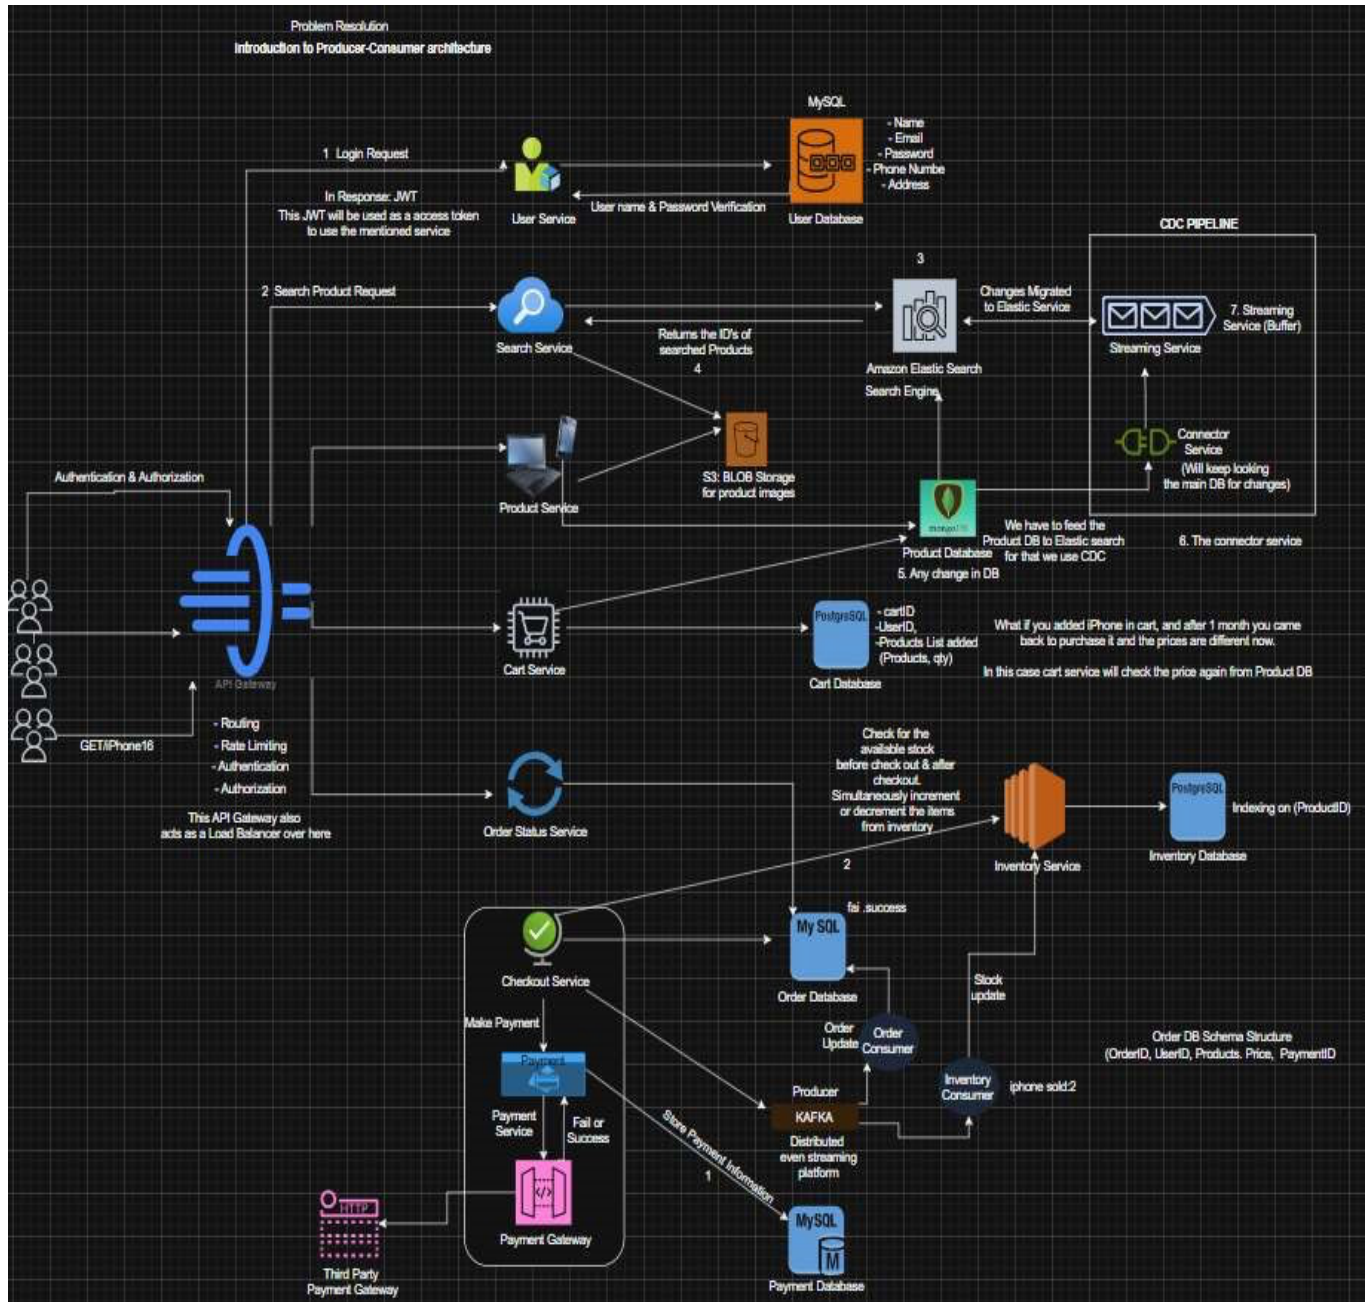 Problem Resolution
Introduction to Producer-Consumer architecture
MySQL
- Name
- Email
- Password
- Phone Numbe
- Address
1 Login Request
In Response: JWT
This JWT will be used as a access token
to use the mentioned service
User Service
User name & Password Verification
User Database
CDC PIPELINE
3
2 Search Product Request
Search Service
Returns the ID's of
searched Products
4
Changes Migrated
to Elastic Service
7. Streaming
Service (Buffer)
Streaming Service
Amazon Elastic Search
Search Engine
Connector
Service
(Will keep looking
the main DB for changes)
S3: BLOB Storage
for product images
Authentication & Authorization
Product Service
Product Database
We have to feed the
Product DB to Elastic search
for that we use CDC
6. The connector service
5. Any change in DB
PostgreSQL
- cartID
-UserID,
-Products List added
(Products, qty)
Cart Database
What if you added iPhone in cart, and after 1 month you came
back to purchase it and the prices are different now.
In this case cart service will check the price again from Product DB
Cart Service
API Gateway
GET/iPhone16
- Routing
- Rate Limiting
- Authentication
- Authorization
This API Gateway also
acts as a Load Balancer over here
Order Status Service
Check for the
available stock
before check out & after
checkout.
Simultaneously increment
or decrement the items
from inventory
2
Inventory Service
PostgreSQL
Indexing on (ProductID)
Inventory Database
fai .success
My SQL
Order Database
Checkout Service
Make Payment
Payment
Payment
Service
Fail or
Success
Payment Gateway
HTTP
Third Party
Payment Gateway
Order
Update
Order
Consumer
Stock
update
Inventory
Consumer
iphone sold:2
Order DB Schema Structure
(OrderID, UserID, Products. Price, PaymentID
Producer
KAFKA
Distributed
even streaming
platform
Store Payment Information
1
MySQL
M
Payment Database